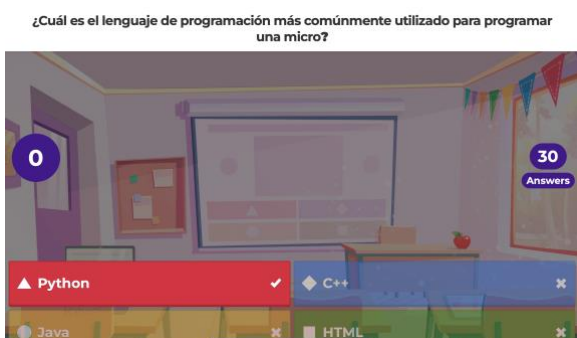 ¿Cuál es el lenguaje de programación más comúnmente utilizado para programar
una micro?
0
30
Answers
Python
C++
Java
HTML